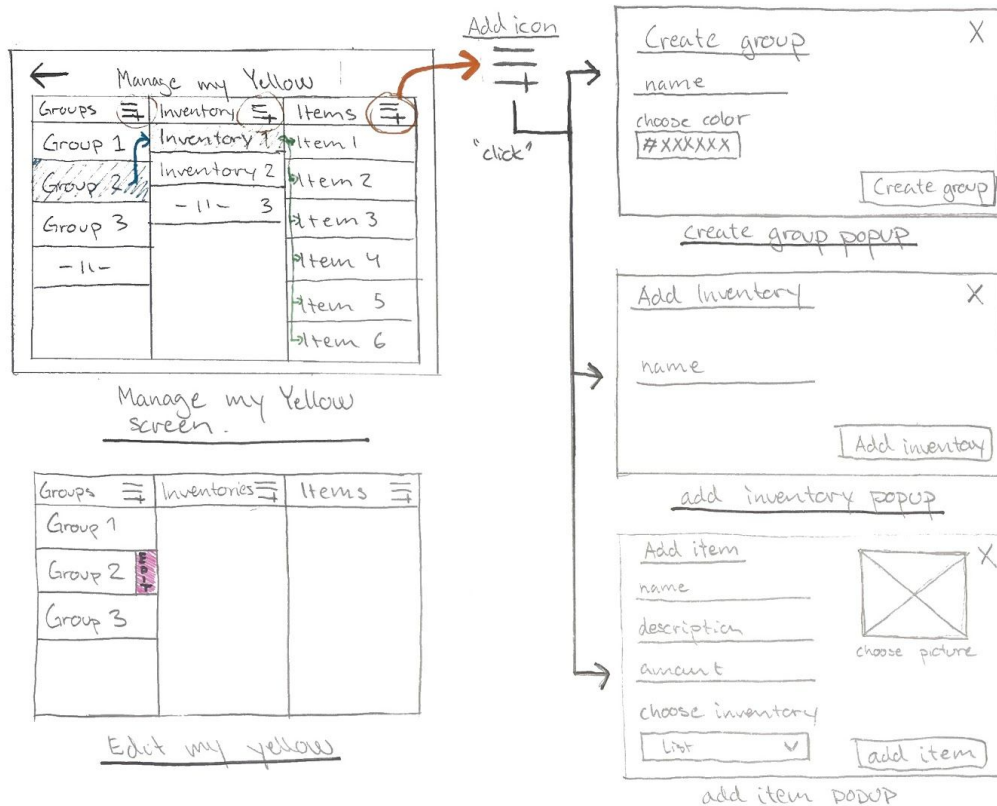 Manage my Yellow
Groups Inventory Items
Group 1 Inventory 1 Item 1
Group 2 Inventory 2 Item 2
Group 3 -11- 3 Item 3
-11- Item 4
Item 5
Item 6
Manage my Yellow
screen.
Groups Inventories Items
Group 1
Group 2
Group 3
Edit my yellow
Add icon
"click"
Create group X
name
choose color
#XXXXXX
Create group
create group popup
Add Inventory X
name
Add inventory
add inventory popup
Add item X
name
description
choose picture
amount
choose inventory
List
add item
add item popup